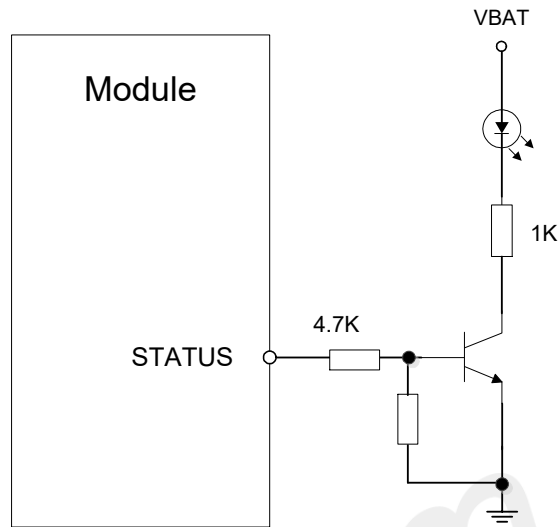 VBAT
Module
1K
4.7K
STATUS